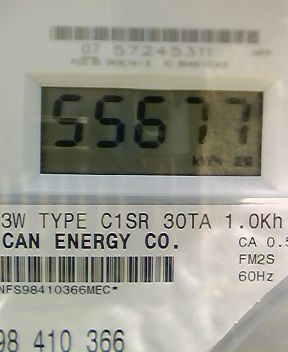 07 57245311
55677
3W TYPE C1SR 30TA 1.0Kh
CAN ENERGY CO.
CA 0.5
FM2S
60Hz
NFS98410366MEC*
98 410 366